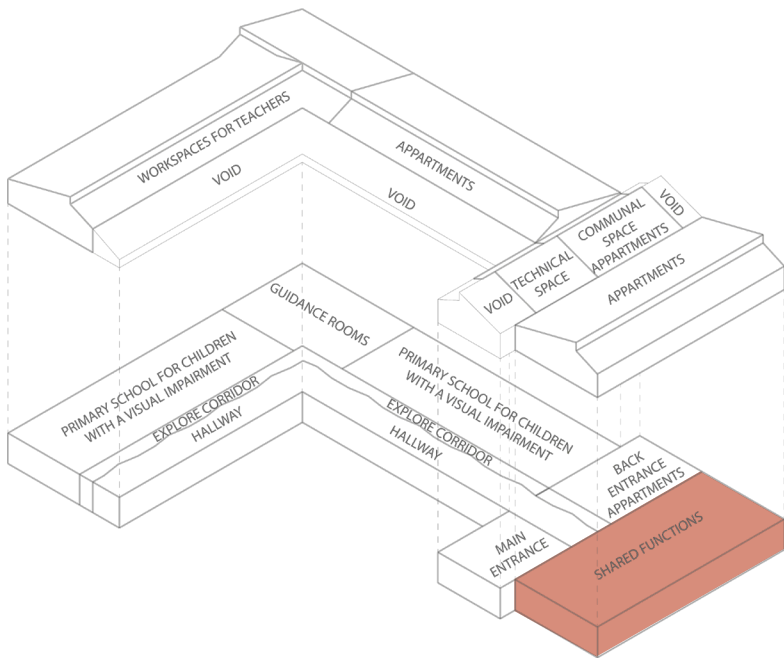 WORKSPACES FOR TEACHERS
VOID
APPARTMENTS
VOID
VOID
TECHNICAL
SPACE
COMMUNAL
SPACE
APPARTMENTS
VOID
APPARTMENTS
GUIDANCE ROOMS
PRIMARY SCHOOL FOR CHILDREN
WITH A VISUAL IMPAIRMENT
EXPLORE CORRIDOR
HALLWAY
PRIMARY SCHOOL FOR CHILDREN
WITH A VISUAL IMPAIRMENT
EXPLORE CORRIDOR
HALLWAY
BACK
ENTRANCE
APPARTMENTS
MAIN
ENTRANCE
SHARED FUNCTIONS